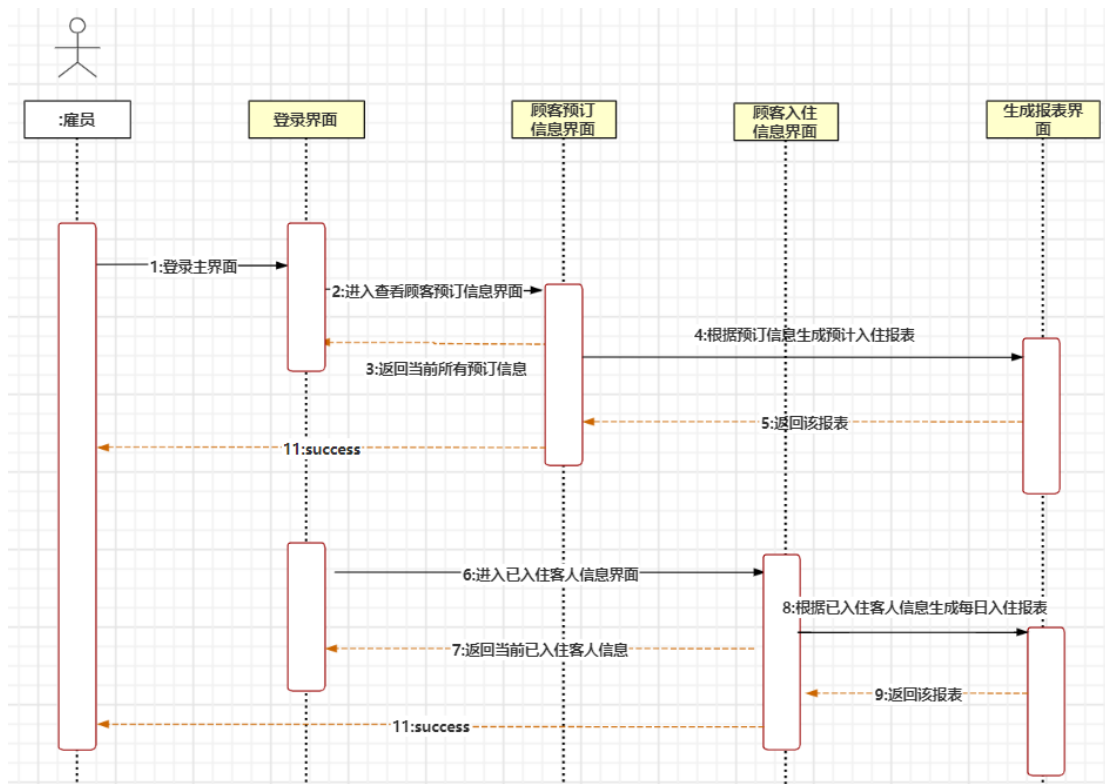 :雇员
登录界面
顾客预订
信息界面
顾客入住
信息界面
生成报表界
面
1:登录主界面
2:进入查看顾客预订信息界面
4:根据预订信息生成预计入住报表
3:返回当前所有预订信息
5:返回该报表
11:success
6:进入已入住客人信息界面
8:根据已入住客人信息生成每日入住报表
7:返回当前已入住客人信息
9:返回该报表
11:success